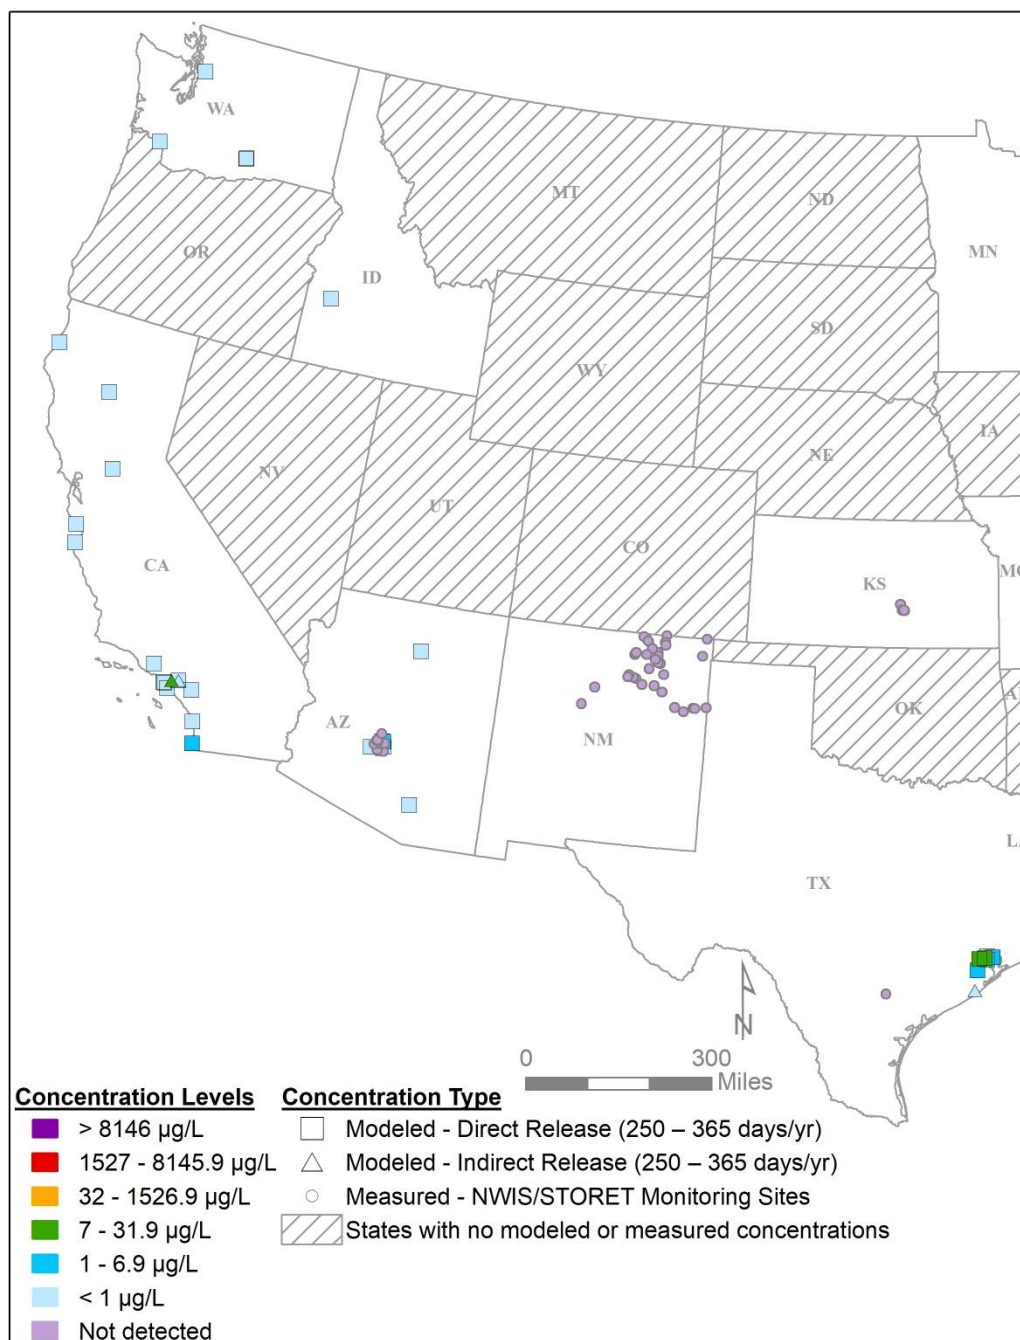 WA
MT
ND
MN
OR
ID
SD
WY
IA
NE
NV
UT
CO
CA
KS
MO
AZ
NM
OK
TX
N
0 300
Miles
Concentration Levels
> 8146 µg/L
1527 - 8145.9 µg/L
32 - 1526.9 µg/L
7 - 31.9 µg/L
1 - 6.9 µg/L
< 1 µg/L
Not detected
Concentration Type
Modeled - Direct Release (250 – 365 days/yr)
Modeled - Indirect Release (250 – 365 days/yr)
Measured - NWIS/STORET Monitoring Sites
States with no modeled or measured concentrations